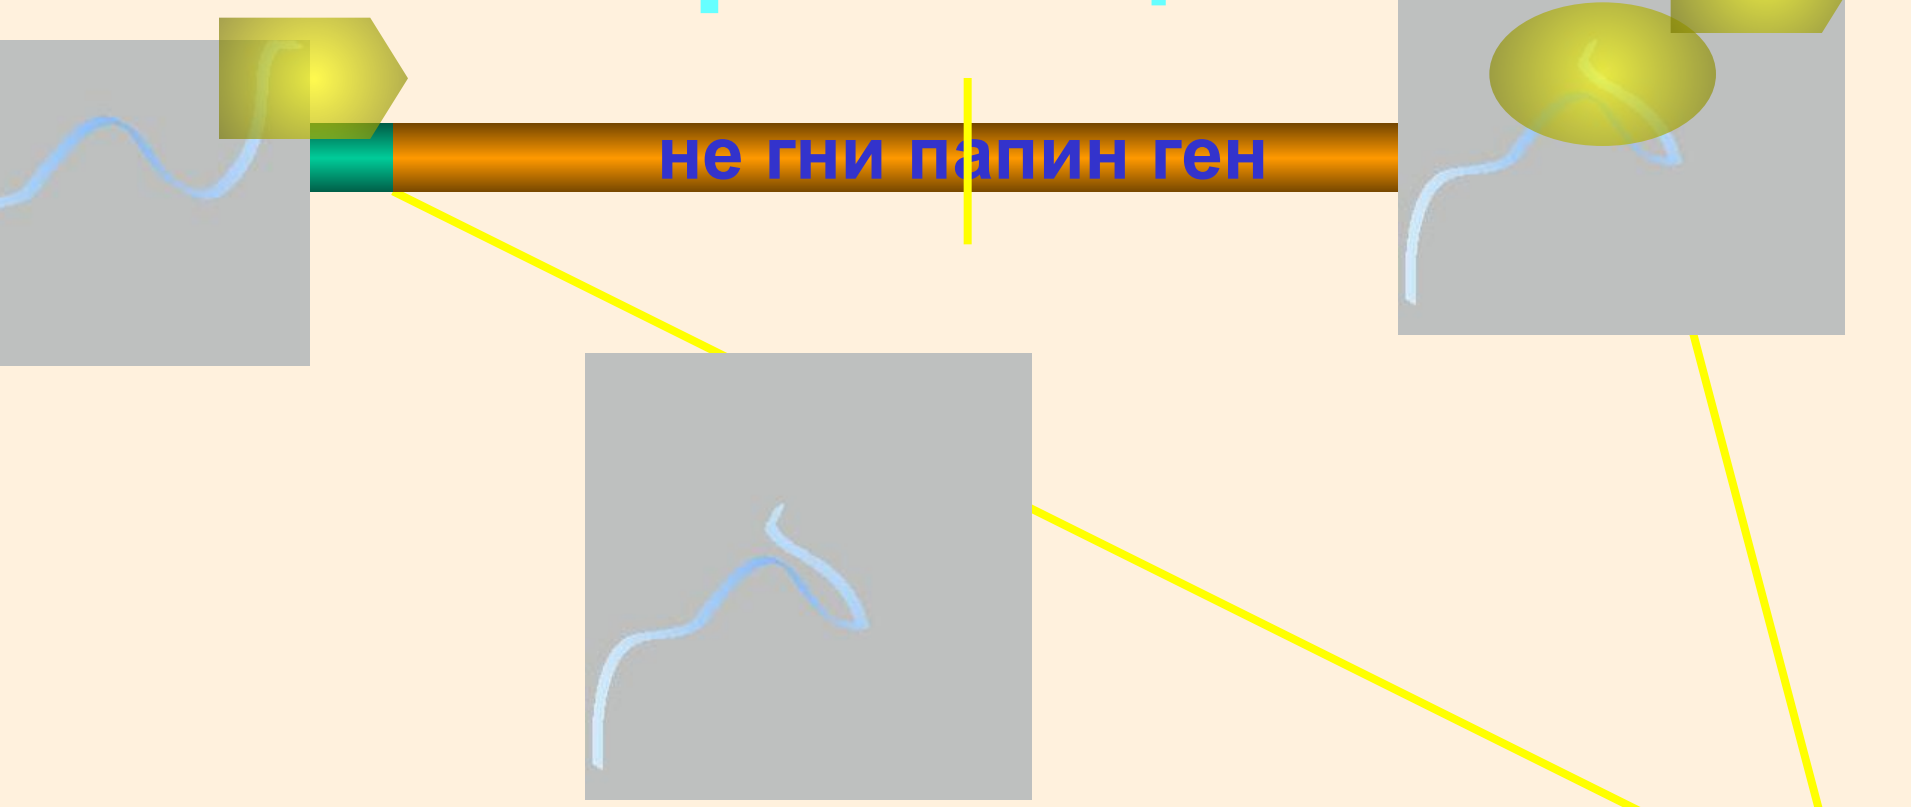 не гни папин ген